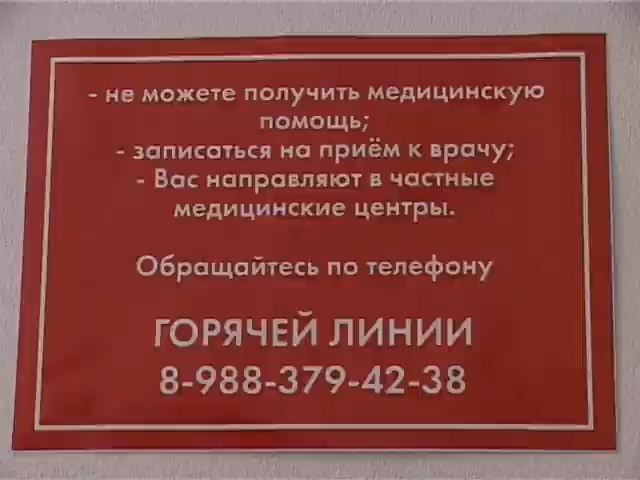 - не можете получить медицинскую
помощь;
- записаться на приём к врачу;
- Вас направляют в частные
медицинские центры.
Обращайтесь по телефону
ГОРЯЧЕЙ ЛИНИИ
8-988-379-42-38